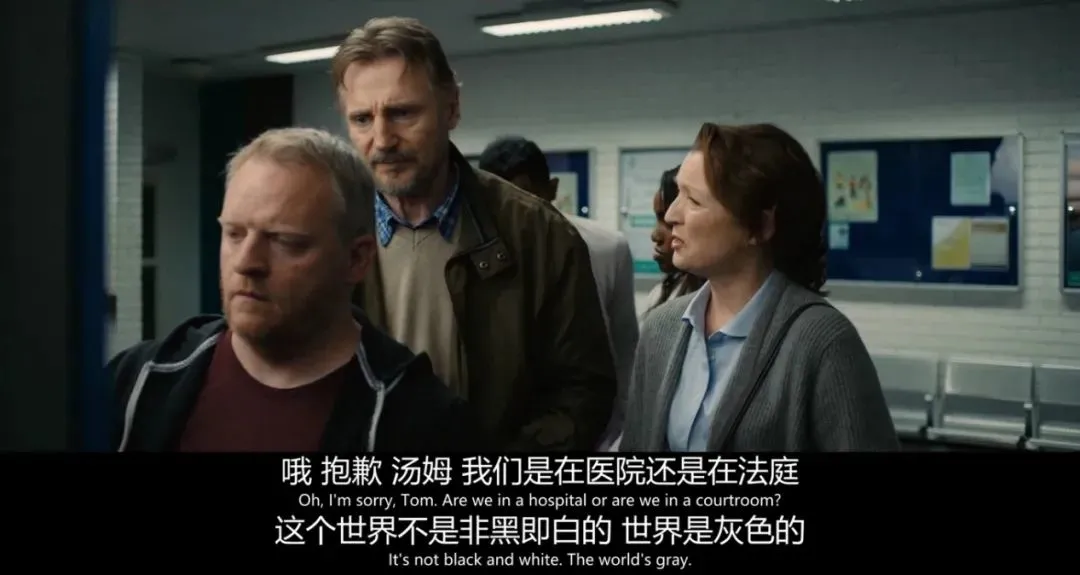 哦 抱歉 汤姆 我们是在医院还是在法庭
Oh, I'm sorry, Tom. Are we in a hospital or are we in a courtroom?
这个世界不是非黑即白的 世界是灰色的
It's not black and white. The world's gray.